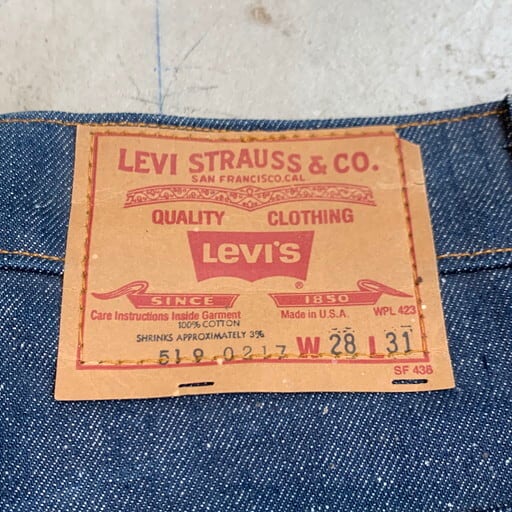 LEVI STRAUSS & CO.
SAN FRANCISCO,CAL
QUALITY CLOTHING
LEVI'S
®
SINCE 1850
Care Instructions Inside Garment Made in U.S.A. WPL 423
100% COTTON
SHRINKS APPROXIMATELY 3%
519 0217 W 28 L 31
SF 438